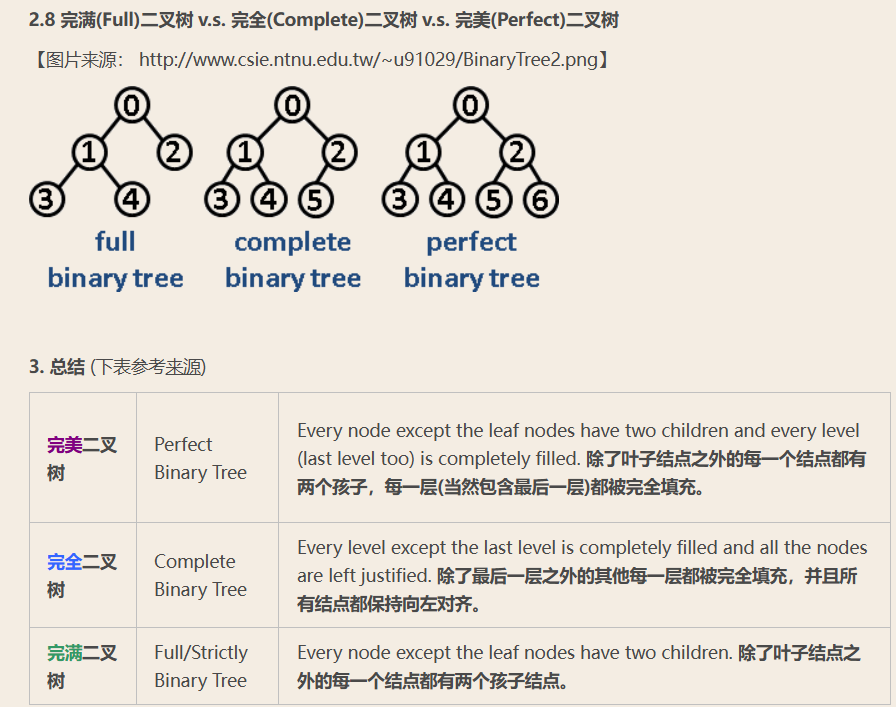 2.8 完满(Full)二叉树 v.s. 完全(Complete)二叉树 v.s. 完美(Perfect)二叉树
【图片来源： http://www.csie.ntnu.edu.tw/~u91029/BinaryTree2.png】
0 0 0
1 2 1 2 1 2
3 4 3 4 5 3 4 5 6
full complete perfect
binary tree binary tree binary tree
3. 总结 (下表参考来源)
完美二叉
树
Perfect
Binary Tree
Every node except the leaf nodes have two children and every level
(last level too) is completely filled. 除了叶子结点之外的每一个结点都有
两个孩子，每一层(当然包含最后一层)都被完全填充。
完全二叉
树
Complete
Binary Tree
Every level except the last level is completely filled and all the nodes
are left justified. 除了最后一层之外的其他每一层都被完全填充，并且所
有结点都保持向左对齐。
完满二叉
树
Full/Strictly
Binary Tree
Every node except the leaf nodes have two children. 除了叶子结点之
外的每一个结点都有两个孩子结点。